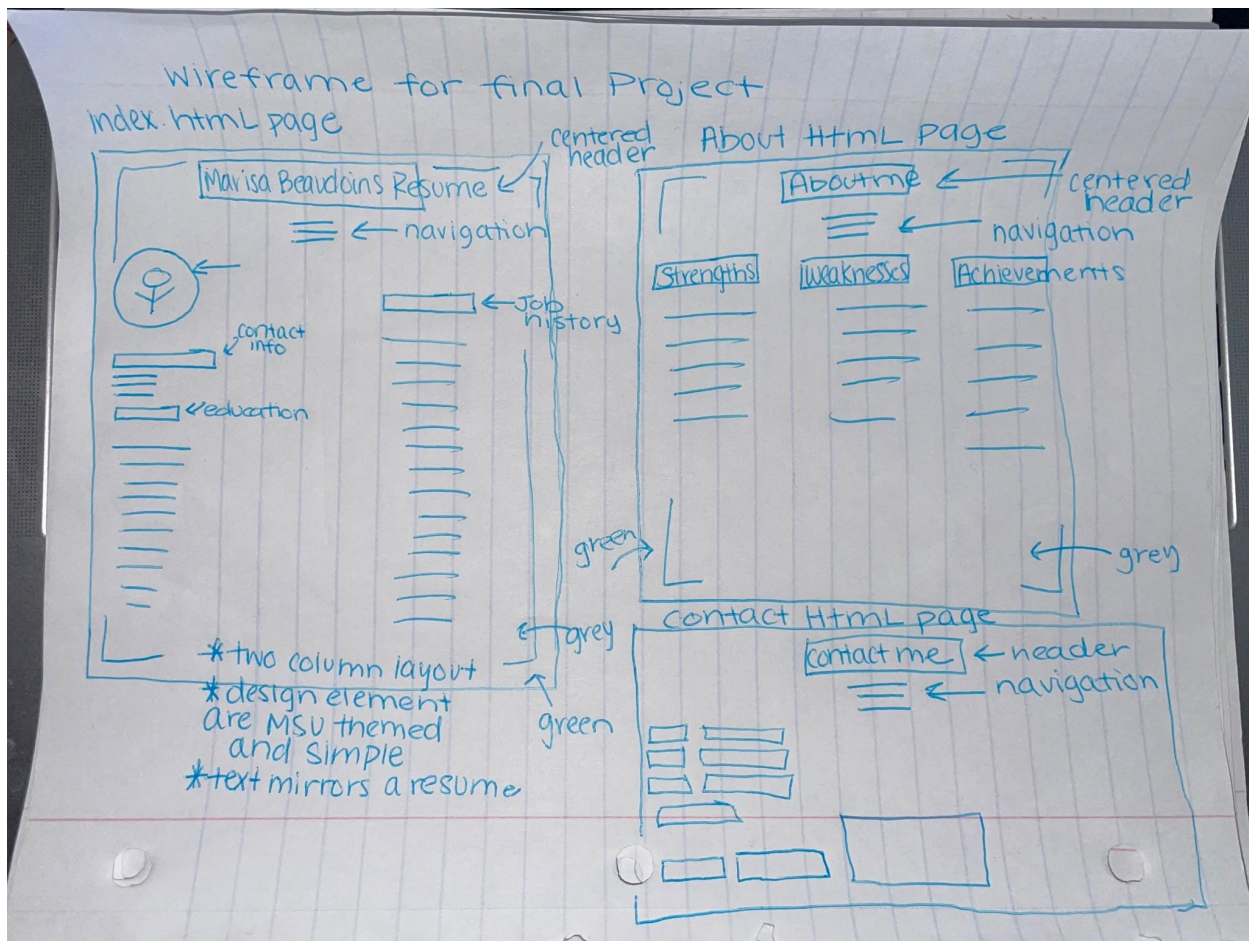 Wireframe for final Project
index.html page
centered header
Marisa Beaudoins Resume
navigation
Job history
contact info
education
grey
green
*two column layout
*design element
are MSU themed
and simple
*text mirrors a resume
About Html page
About me
centered header
navigation
Strengths
Weaknesses
Achievements
green
grey
Contact Html page
contact me
header
navigation